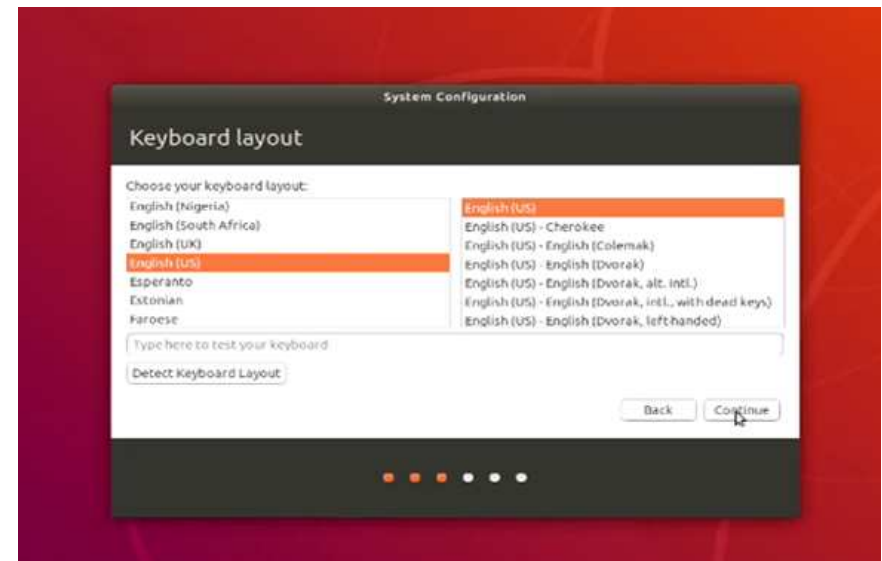 System Configuration
Keyboard layout
Choose your keyboard layout:
English (Nigeria)
English (South Africa)
English (UK)
English (US)
Esperanto
Estonian
Faroese
English (US)
English (US) - Cherokee
English (US) - English (Colemak)
English (US) - English (Dvorak)
English (US) - English (Dvorak, alt. intl.)
English (US) - English (Dvorak, intl., with dead keys)
English (US) - English (Dvorak, left-handed)
Type here to test your keyboard
Detect Keyboard Layout
Back
Continue